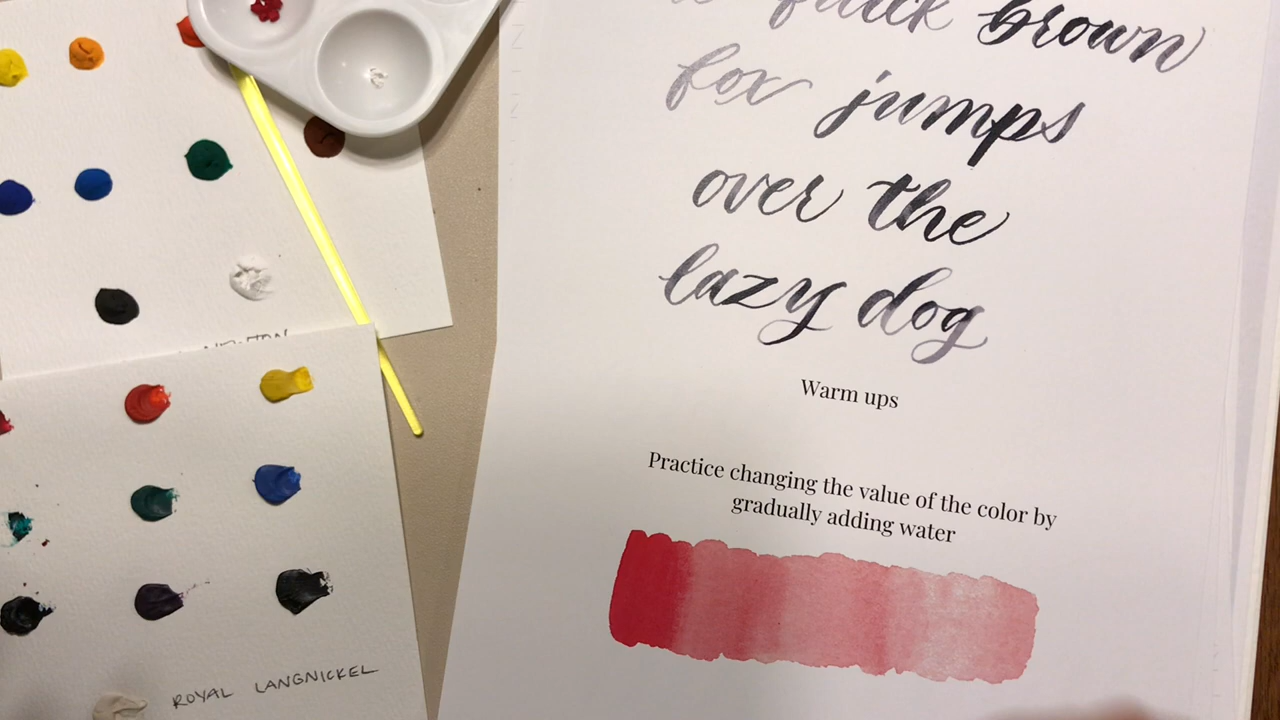 quick brown
fox jumps
over the
lazy dog
Warm ups
Practice changing the value of the color by
gradually adding water
ROYAL LANGNICKEL